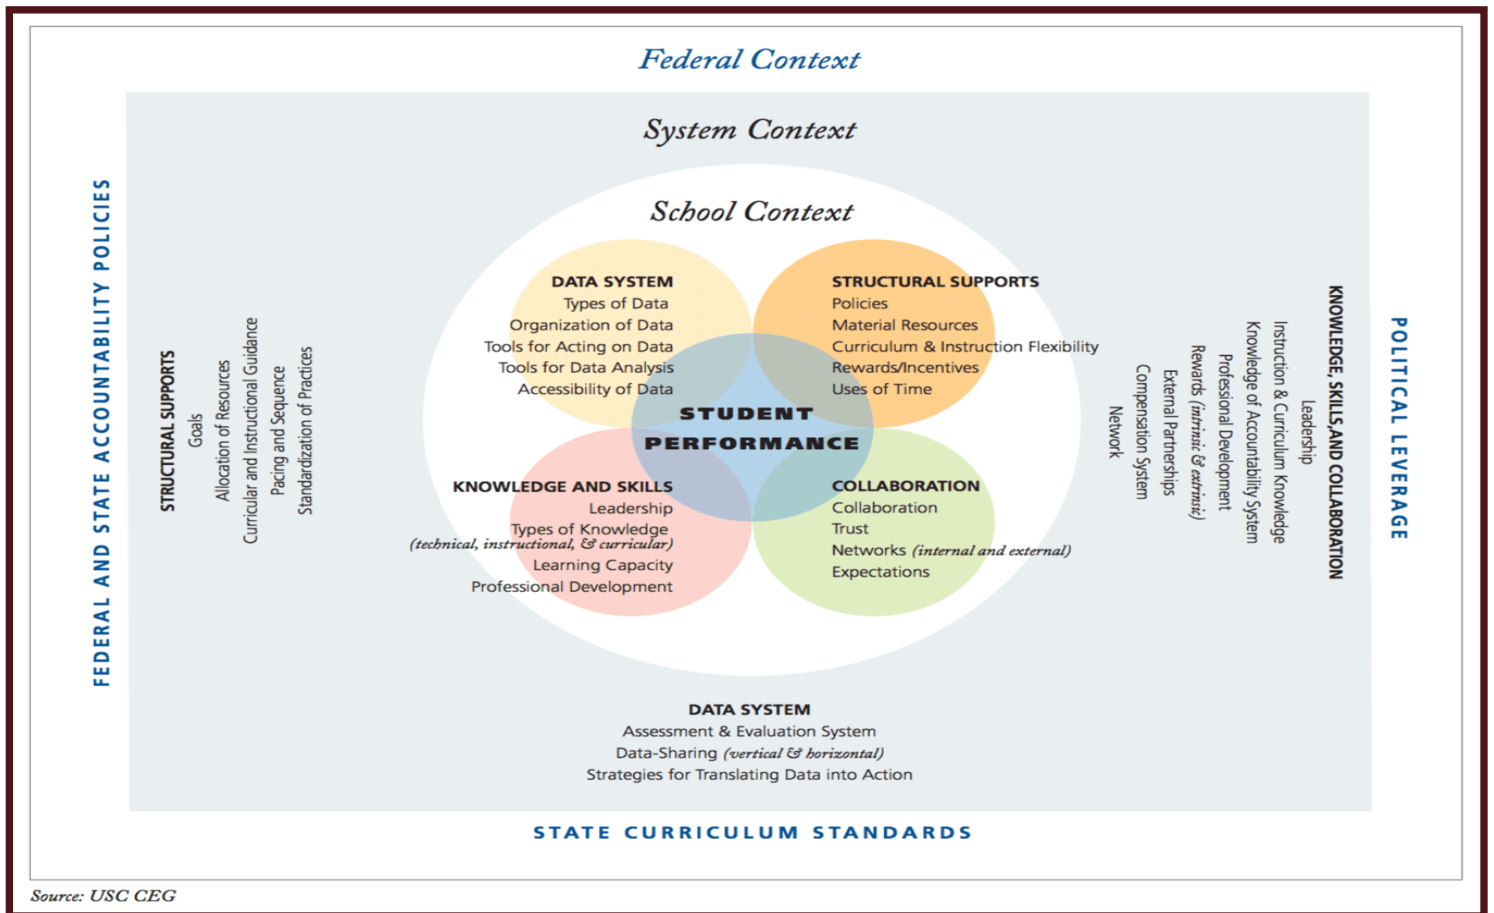 Federal Context
System Context
School Context
FEDERAL AND STATE ACCOUNTABILITY POLICIES
STRUCTURAL SUPPORTS
Goals
Allocation of Resources
Curricular and Instructional Guidance
Pacing and Sequence
Standardization of Practices
DATA SYSTEM
Types of Data
Organization of Data
Tools for Acting on Data
Tools for Data Analysis
Accessibility of Data
STRUCTURAL SUPPORTS
Policies
Material Resources
Curriculum & Instruction Flexibility
Rewards/Incentives
Uses of Time
STUDENT
PERFORMANCE
KNOWLEDGE AND SKILLS
Leadership
Types of Knowledge
(technical, instructional, & curricular)
Learning Capacity
Professional Development
COLLABORATION
Collaboration
Trust
Networks (internal and external)
Expectations
KNOWLEDGE, SKILLS,AND COLLABORATION
Leadership
Instruction & Curriculum Knowledge
Knowledge of Accountability System
Professional Development
Rewards (intrinsic & extrinsic)
External Partnerships
Compensation System
Network
POLITICAL LEVERAGE
DATA SYSTEM
Assessment & Evaluation System
Data-Sharing (vertical & horizontal)
Strategies for Translating Data into Action
STATE CURRICULUM STANDARDS
Source: USC CEG